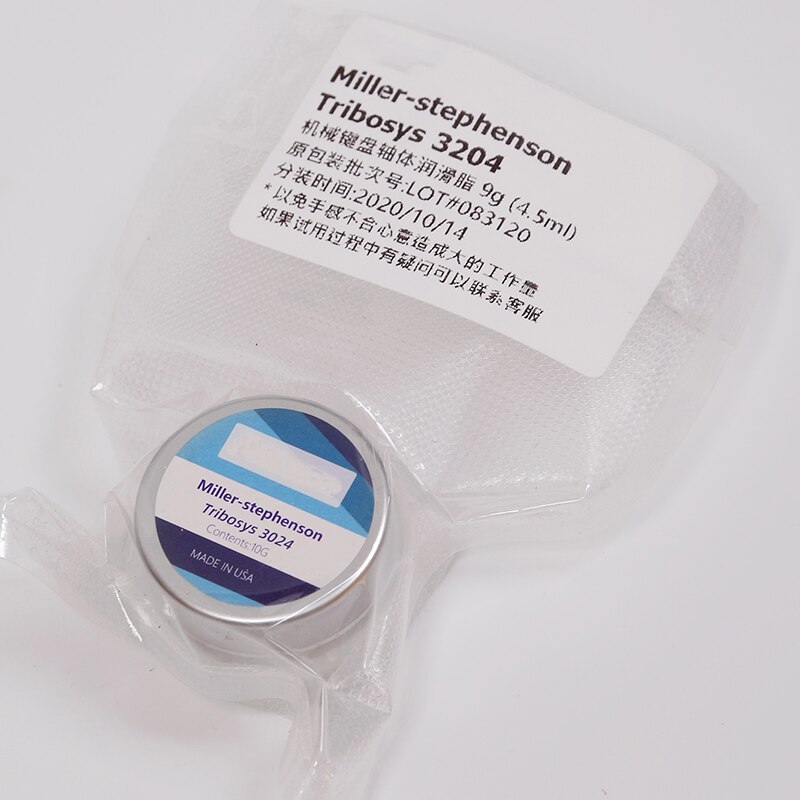 Miller-stephenson
Tribosys 3204
机械键盘轴体润滑脂 9g (4.5ml)
原包装批次号:LOT#083120
分装时间:2020/10/14
*以免手感不合心意造成大的工作量
如果试用过程中有疑问可以联系客服
Miller-stephenson
Tribosys 3024
Contents:10G
MADE IN USA